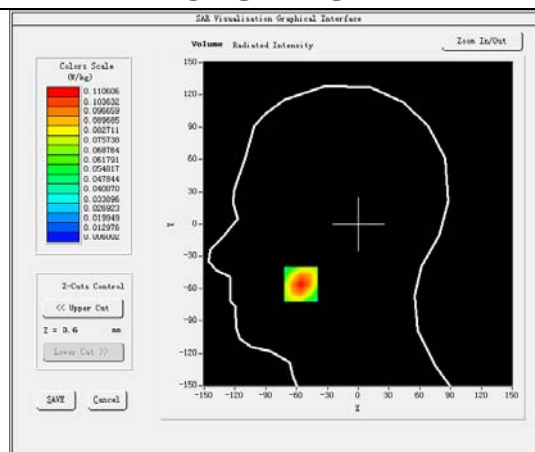 SAR Visualisation Graphical Interface
Volume Radiated Intensity
Zoom In/Out
Colors Scale
(W/kg)
0.110606
0.103632
0.096659
0.089685
0.082711
0.075738
0.068764
0.061791
0.054817
0.047844
0.040870
0.033896
0.026923
0.019949
0.012976
0.006002
Z-Cuts Control
<< Upper Cut
Z = 3.6 mm
Lower Cut >>
SAVE
Cancel
150
120
90
60
30
Y
0
-30
-60
-90
-120
-150
-150 -120 -90 -60 -30 0 30 60 90 120 150
X